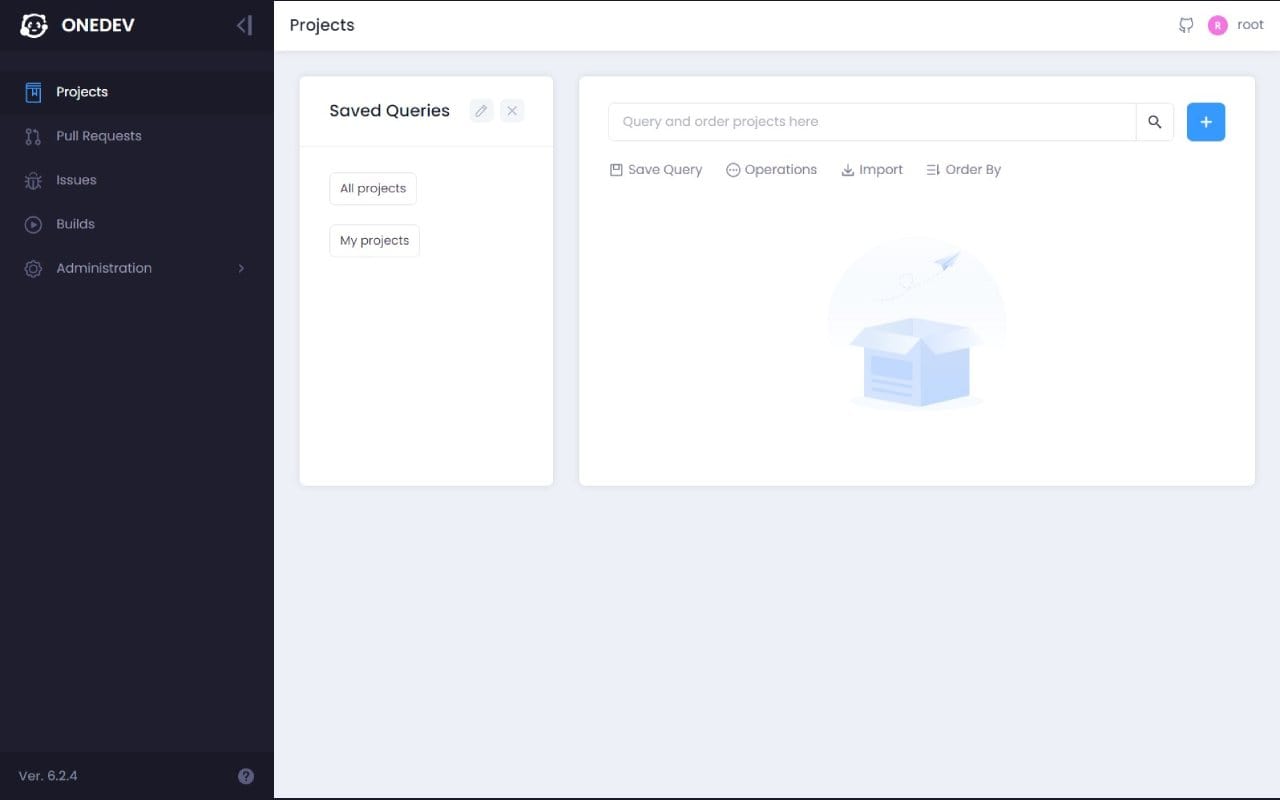 ONEDEV
Projects
R
root
Projects
Pull Requests
Issues
Builds
Administration
Saved Queries
All projects
My projects
Query and order projects here
Save Query
Operations
Import
Order By
Ver. 6.2.4
?